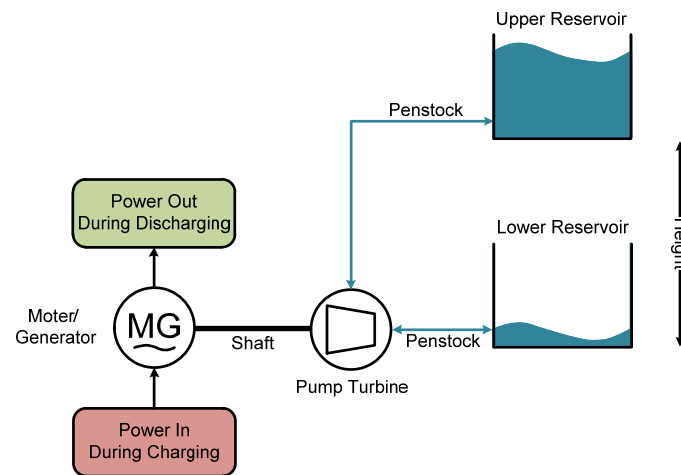 Upper Reservoir
Penstock
Power Out
During Discharging
Lower Reservoir
Height
Moter/
Generator
MG
Shaft
Penstock
Pump Turbine
Power In
During Charging